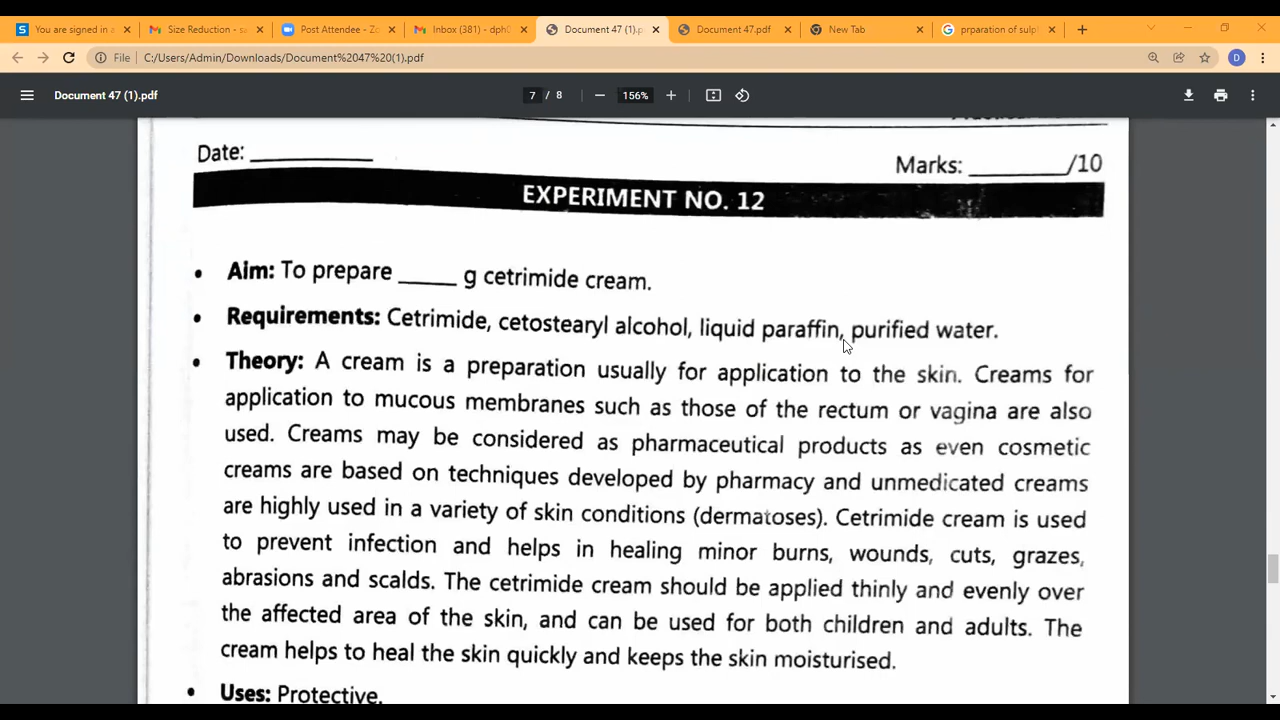 You are signed in a
Size Reduction - sa
Post Attendee - Zo
Inbox (381) - dph0
Document 47 (1).p
Document 47.pdf
New Tab
prparation of sulph
File C:/Users/Admin/Downloads/Document%2047%20(1).pdf
D
Document 47 (1).pdf
7 / 8
156%
Date: ____________
Marks: _________/10
EXPERIMENT NO. 12
• Aim: To prepare _____ g cetrimide cream.
• Requirements: Cetrimide, cetostearyl alcohol, liquid paraffin, purified water.
• Theory: A cream is a preparation usually for application to the skin. Creams for
application to mucous membranes such as those of the rectum or vagina are also
used. Creams may be considered as pharmaceutical products as even cosmetic
creams are based on techniques developed by pharmacy and unmedicated creams
are highly used in a variety of skin conditions (dermatoses). Cetrimide cream is used
to prevent infection and helps in healing minor burns, wounds, cuts, grazes,
abrasions and scalds. The cetrimide cream should be applied thinly and evenly over
the affected area of the skin, and can be used for both children and adults. The
cream helps to heal the skin quickly and keeps the skin moisturised.
• Uses: Protective.